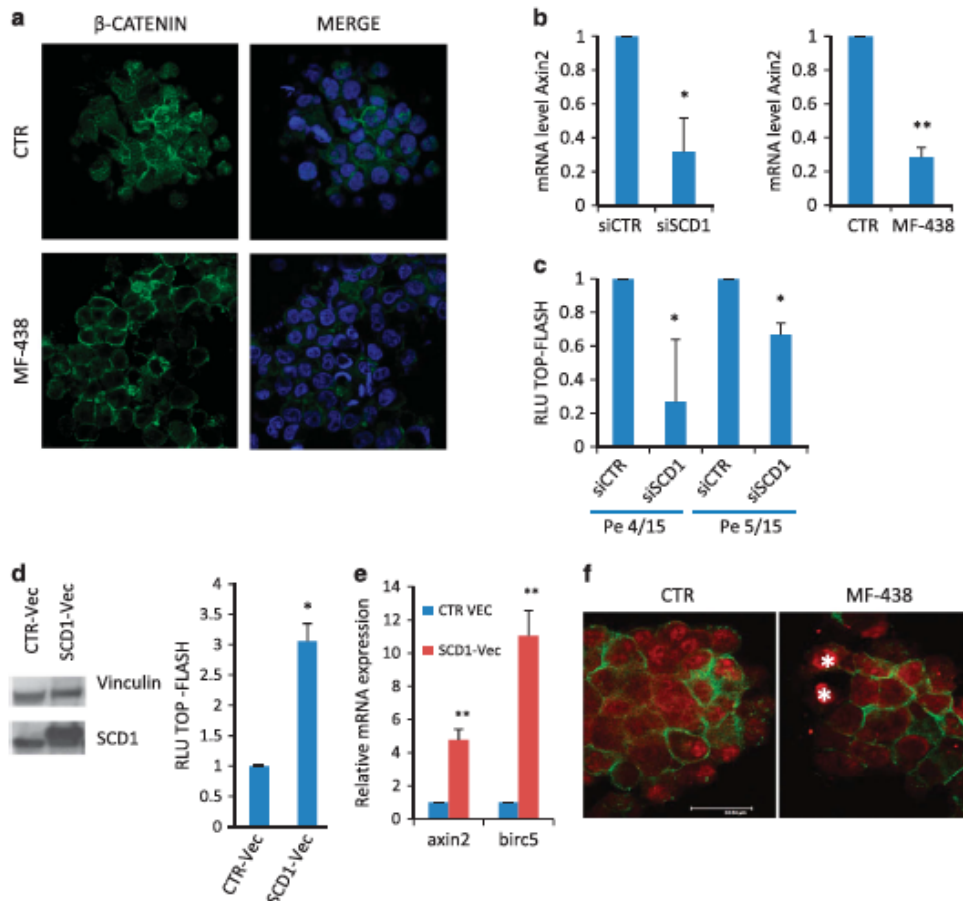 a
β-CATENIN MERGE
CTR
MF-438
b
mRNA level Axin2
1
0.8
0.6
0.4
0.2
0
*
siCTR siSCD1
mRNA level Axin2
1
0.8
0.6
0.4
0.2
0
**
CTR MF-438
c
RLU TOP-FLASH
1
0.8
0.6
0.4
0.2
0
*
*
siCTR siSCD1 siCTR siSCD1
Pe 4/15 Pe 5/15
d
CTR-Vec SCD1-Vec
Vinculin
SCD1
RLU TOP -FLASH
4
3.5
3
2.5
2
1.5
1
0.5
0
*
CTR-Vec SCD1-Vec
e
Relative mRNA expression
14
12
10
8
6
4
2
0
CTR VEC
SCD1-Vec
**
**
axin2 birc5
f
CTR MF-438
*
*